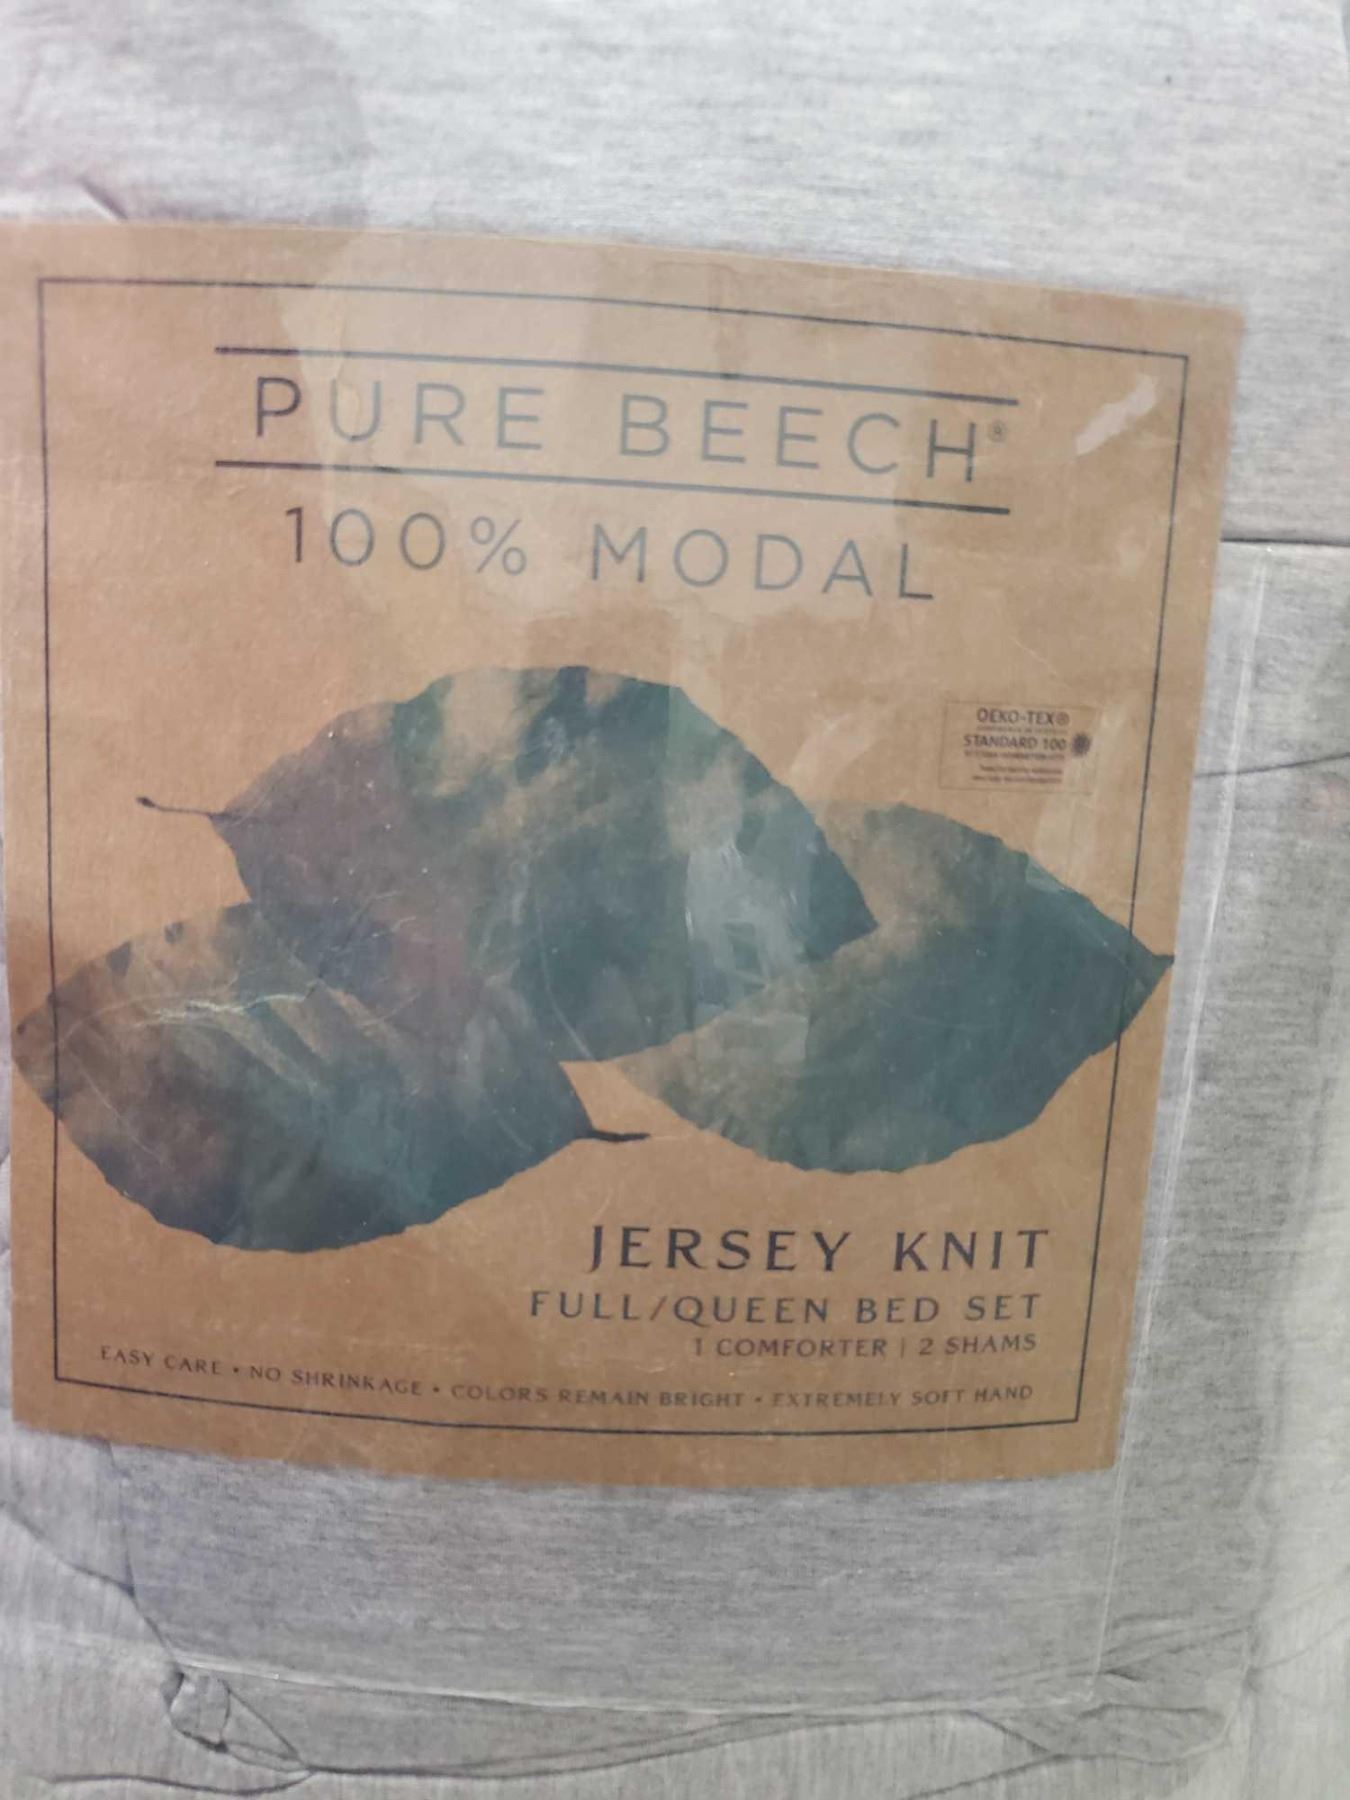 PURE BEECH®
100% MODAL
OEKO-TEX®
STANDARD 100
JERSEY KNIT
FULL/QUEEN BED SET
1 COMFORTER | 2 SHAMS
EASY CARE • NO SHRINKAGE • COLORS REMAIN BRIGHT • EXTREMELY SOFT HAND